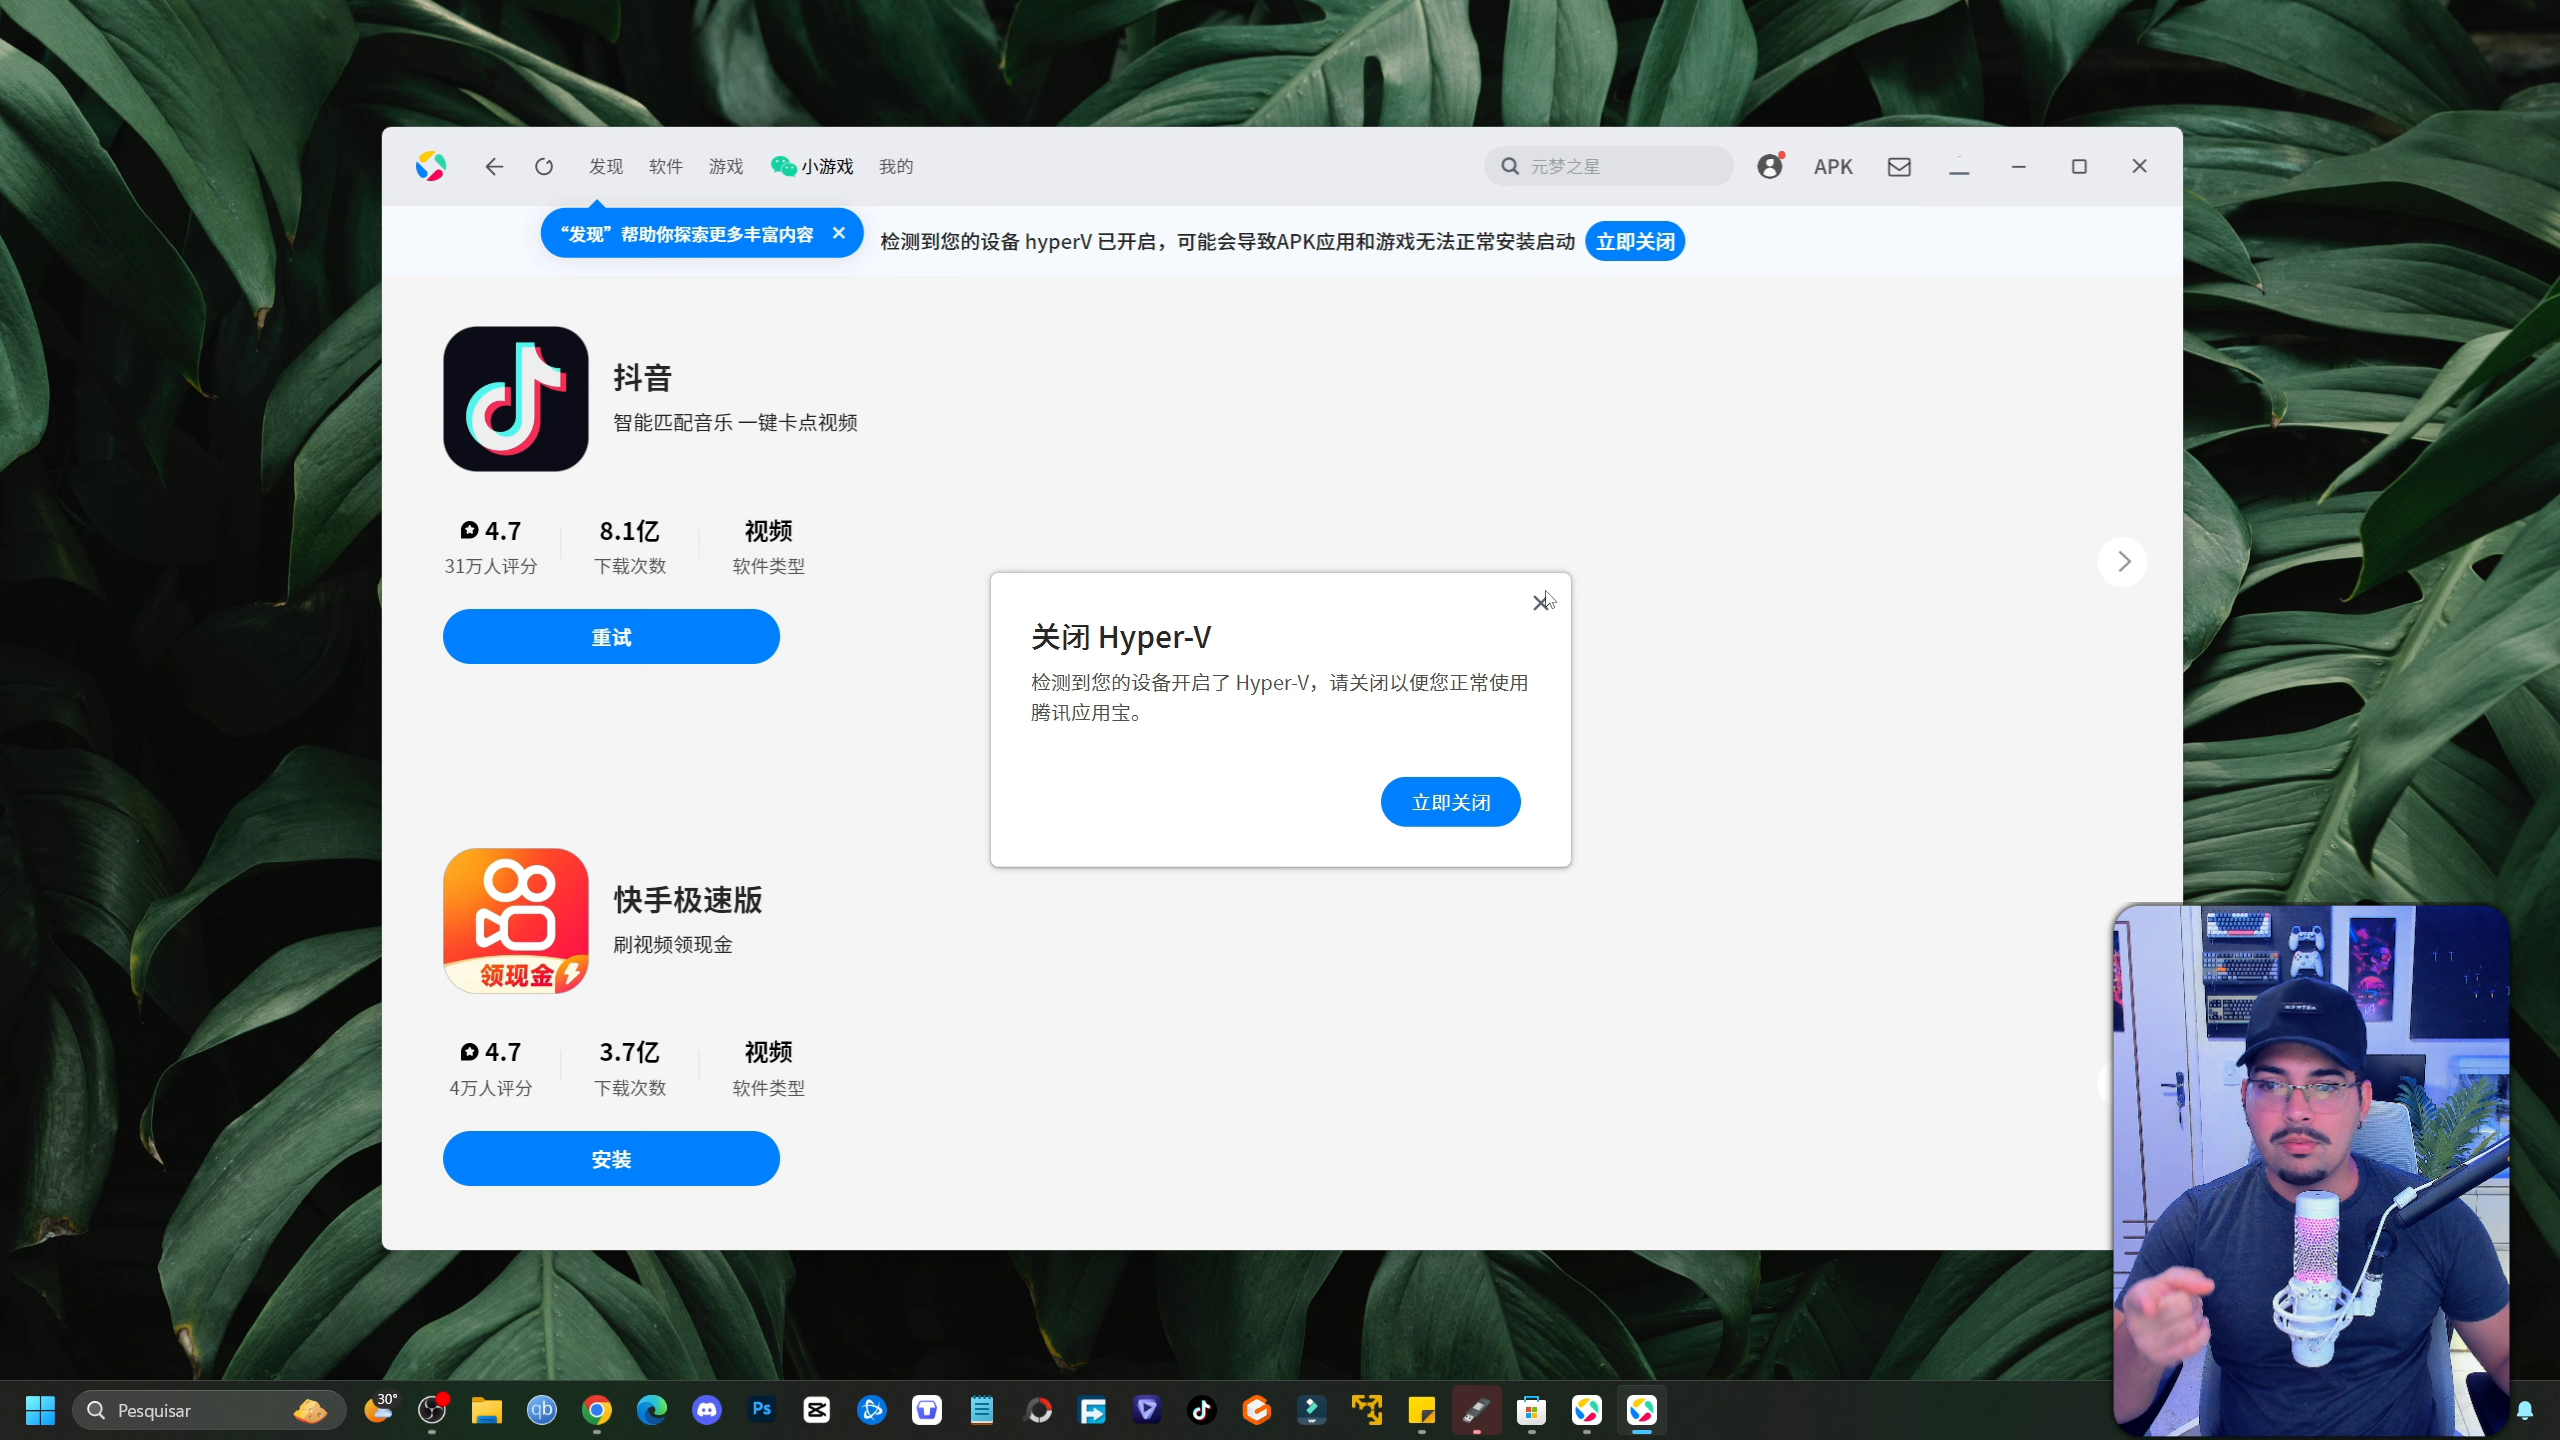 发现 软件 游戏 小游戏 我的
元梦之星
APK
“发现”帮助你探索更多丰富内容
检测到您的设备 hyperV 已开启，可能会导致APK应用和游戏无法正常安装启动
立即关闭
抖音
智能匹配音乐 一键卡点视频
4.7 8.1亿 视频
31万人评分 下载次数 软件类型
重试
关闭 Hyper-V
检测到您的设备开启了 Hyper-V，请关闭以便您正常使用
腾讯应用宝。
立即关闭
领现金
快手极速版
刷视频领现金
4.7 3.7亿 视频
4万人评分 下载次数 软件类型
安装
Pesquisar
30°
qb
Ps